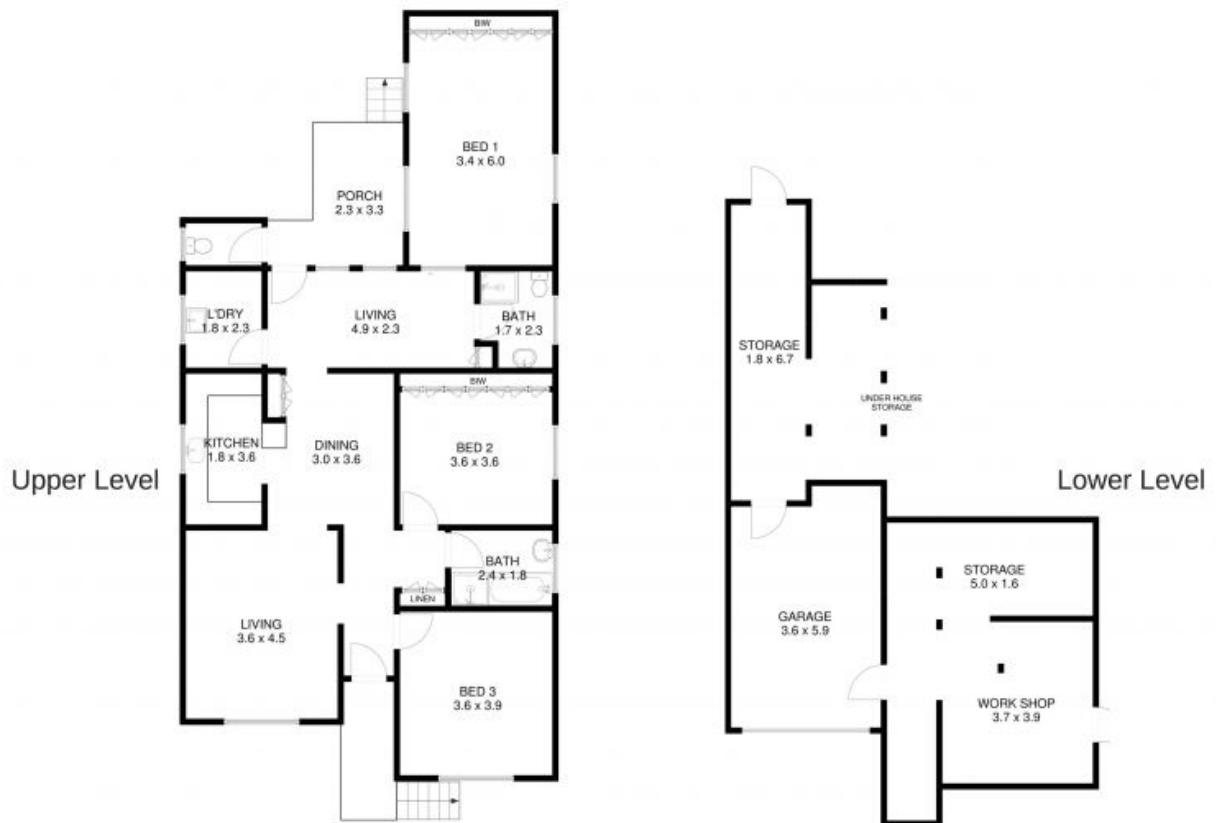 BIW
BED 1
3.4 x 6.0
PORCH
2.3 x 3.3
L'DRY
1.8 x 2.3
LIVING
4.9 x 2.3
BATH
1.7 x 2.3
BIW
KITCHEN
1.8 x 3.6
DINING
3.0 x 3.6
BED 2
3.6 x 3.6
Upper Level
BATH
2.4 x 1.8
LINEN
LIVING
3.6 x 4.5
BED 3
3.6 x 3.9
STORAGE
1.8 x 6.7
UNDER HOUSE
STORAGE
Lower Level
STORAGE
5.0 x 1.6
GARAGE
3.6 x 5.9
WORK SHOP
3.7 x 3.9